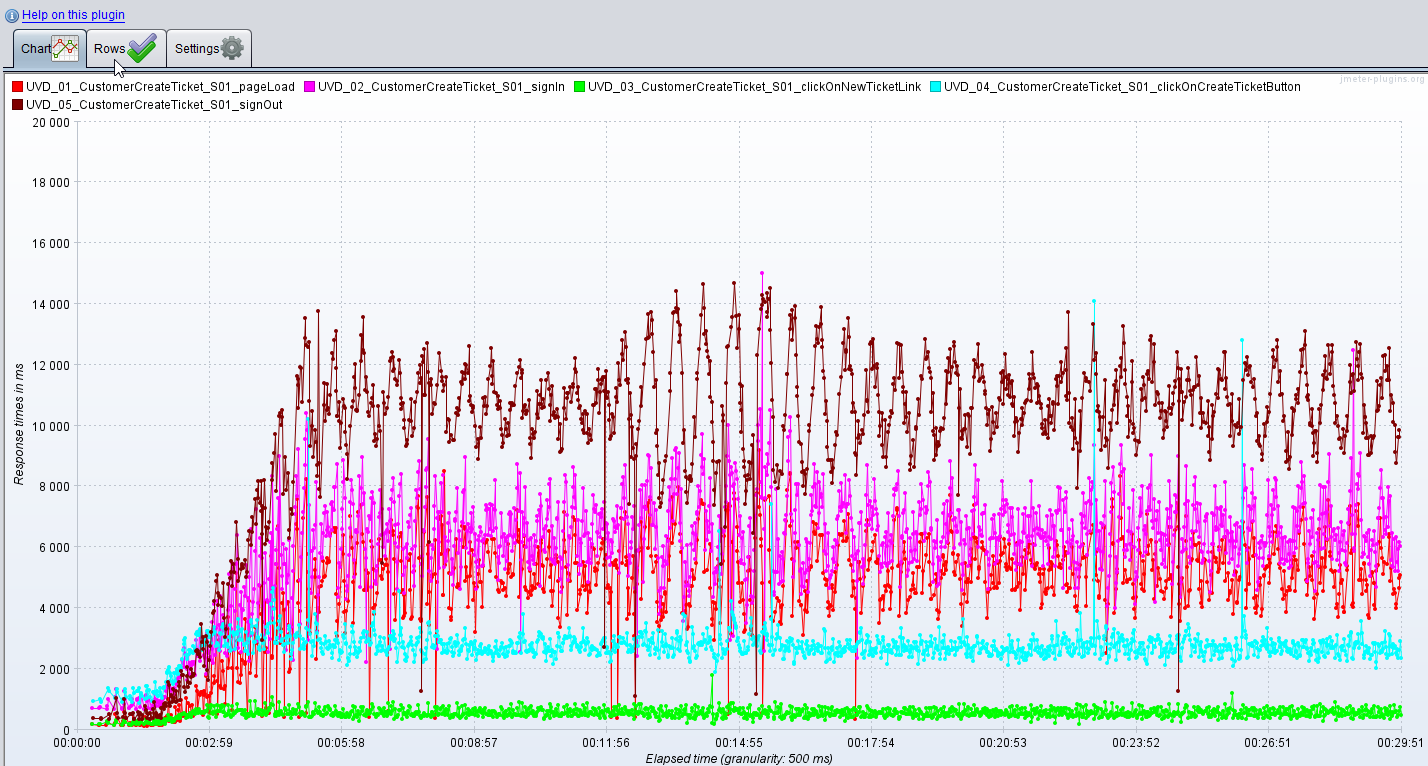 Help on this plugin
Chart Rows Settings
jmeter-plugins.org
UVD_01_CustomerCreateTicket_S01_pageLoad UVD_02_CustomerCreateTicket_S01_signIn UVD_03_CustomerCreateTicket_S01_clickOnNewTicketLink UVD_04_CustomerCreateTicket_S01_clickOnCreateTicketButton
UVD_05_CustomerCreateTicket_S01_signOut
20 000
18 000
16 000
14 000
12 000
10 000
8 000
6 000
4 000
2 000
0
Response times in ms
00:00:00 00:02:59 00:05:58 00:08:57 00:11:56 00:14:55 00:17:54 00:20:53 00:23:52 00:26:51 00:29:51
Elapsed time (granularity: 500 ms)